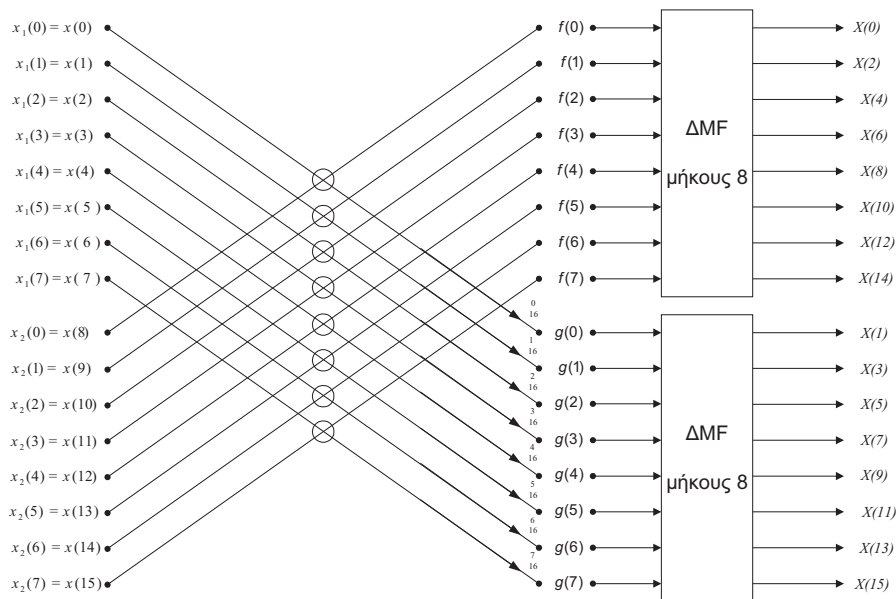 x₁(0) = x(0) f(0) X(0)
x₁(1) = x(1) f(1) X(2)
x₁(2) = x(2) f(2) X(4)
x₁(3) = x(3) f(3) ΔMF X(6)
x₁(4) = x(4) f(4) μήκους 8 X(8)
x₁(5) = x( 5 ) f(5) X(10)
x₁(6) = x( 6 ) f(6) X(12)
x₁(7) = x( 7 ) f(7) X(14)
0
16
x₂(0) = x(8) g(0) X(1)
1
16
x₂(1) = x(9) g(1) X(3)
2
16
x₂(2) = x(10) g(2) X(5)
3
16
x₂(3) = x(11) g(3) ΔMF X(7)
4
16
x₂(4) = x(12) g(4) μήκους 8 X(9)
5
16
x₂(5) = x(13) g(5) X(11)
6
16
x₂(6) = x(14) g(6) X(13)
7
16
x₂(7) = x(15) g(7) X(15)